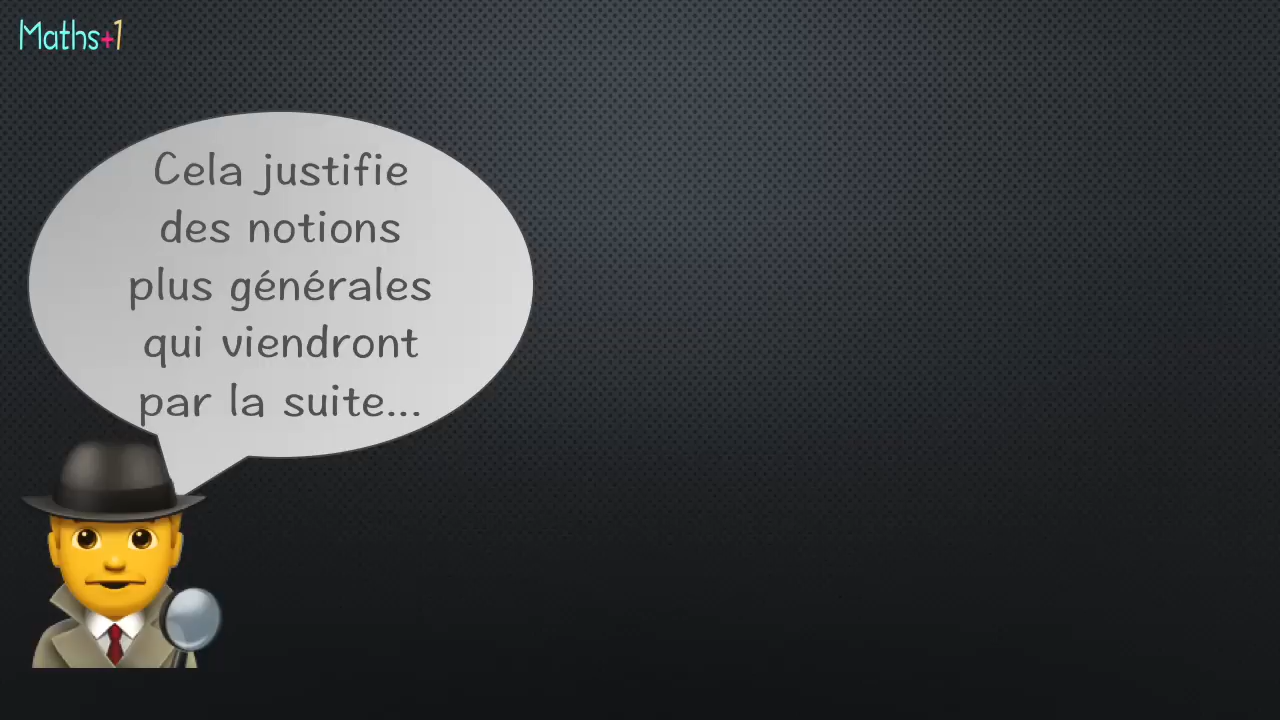 Maths+1
Cela justifie
des notions
plus générales
qui viendront
par la suite...